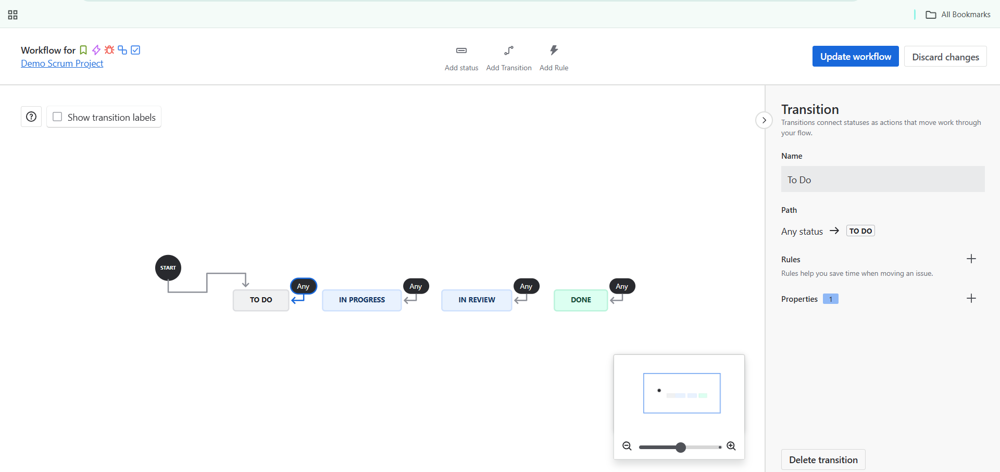 All Bookmarks
Workflow for
Demo Scrum Project
Add status
Add Transition
Add Rule
Update workflow
Discard changes
Show transition labels
START
TO DO
Any
IN PROGRESS
Any
IN REVIEW
Any
DONE
Any
Transition
Transitions connect statuses as actions that move work through
your flow.
Name
To Do
Path
Any status → TO DO
Rules
Rules help you save time when moving an issue.
Properties 1
Delete transition